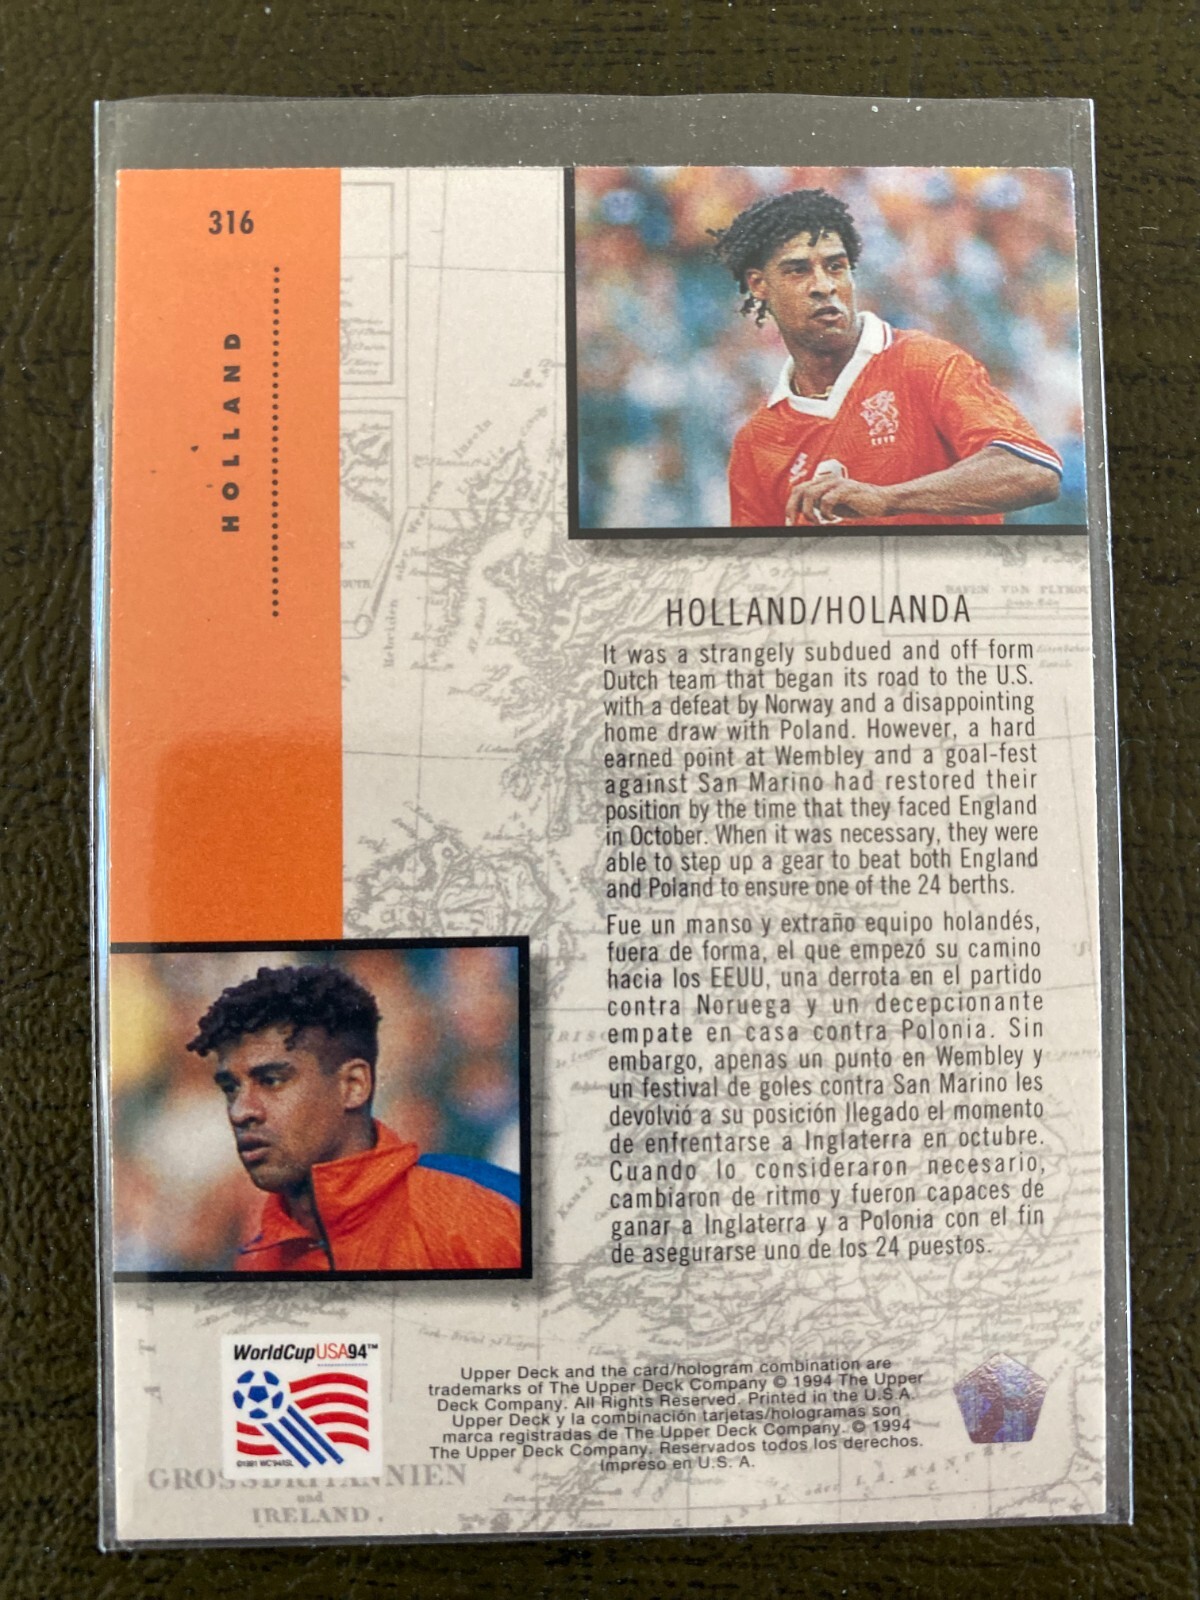 316
HOLLAND
HOLLAND/HOLANDA
It was a strangely subdued and off form
Dutch team that began its road to the U.S.
with a defeat by Norway and a disappointing
home draw with Poland. However, a hard
earned point at Wembley and a goal-fest
against San Marino had restored their
position by the time that they faced England
in October. When it was necessary, they were
able to step up a gear to beat both England
and Poland to ensure one of the 24 berths.
Fue un manso y extraño equipo holandés,
fuera de forma, el que empezó su camino
hacia los EEUU, una derrota en el partido
contra Noruega y un decepcionante
empate en casa contra Polonia. Sin
embargo, apenas un punto en Wembley y
un festival de goles contra San Marino les
devolvió a su posición llegado el momento
de enfrentarse a Inglaterra en octubre.
Cuando lo consideraron necesario,
cambiaron de ritmo y fueron capaces de
ganar a Inglaterra y a Polonia con el fin
de asegurarse uno de los 24 puestos.
WorldCupUSA94™
Upper Deck and the card/hologram combination are
trademarks of The Upper Deck Company © 1994 The Upper
Deck Company. All Rights Reserved. Printed in the U.S.A.
Upper Deck y la combinación tarjetas/hologramas son
marca registradas de The Upper Deck Company. © 1994
The Upper Deck Company. Reservados todos los derechos.
Impreso en U.S. A.
GROSSBRITANNIEN
und
IRELAND.